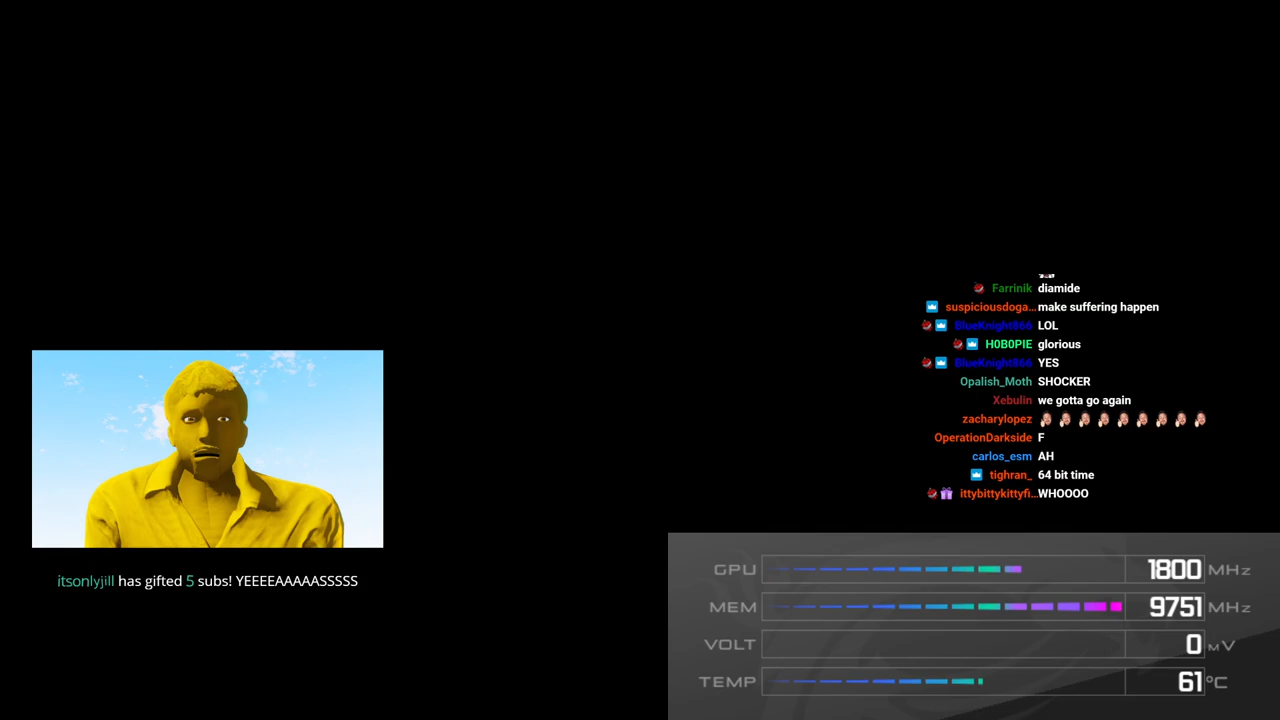 Farrinik diamide
suspiciousdoga…make suffering happen
BlueKnight866 LOL
H0B0PIE glorious
BlueKnight866 YES
Opalish_Moth SHOCKER
Xebulin we gotta go again
zacharylopez
OperationDarkside F
carlos_esm AH
tighran_ 64 bit time
ittybittykittyfi…WHOOOO
itsonlyjill has gifted 5 subs! YEEEEAAAAASSSSS
GPU 1800 MHz
MEM 9751 MHz
VOLT 0 mV
TEMP 61 °C